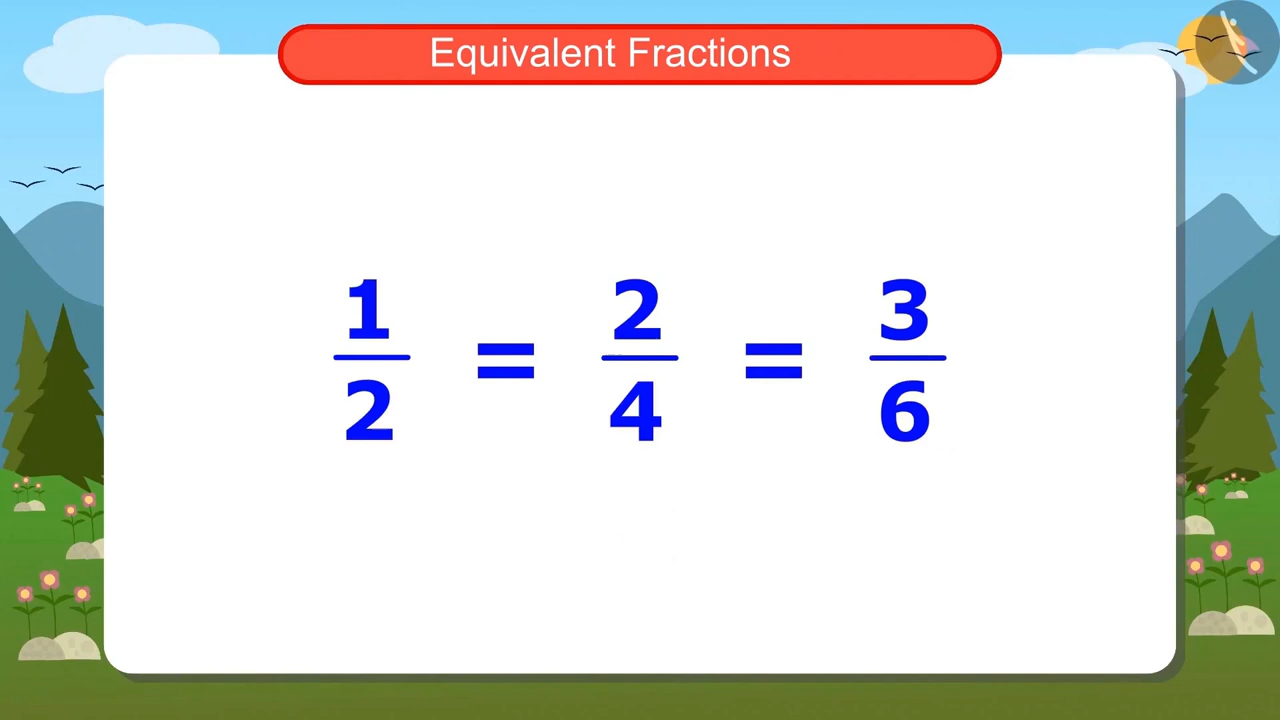 Equivalent Fractions
1/2 = 2/4 = 3/6